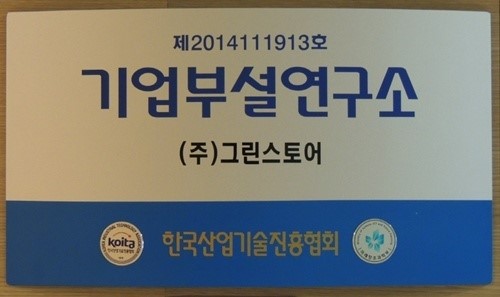 제2014111913호
기업부설연구소
(주)그린스토어
koita
한국산업기술진흥협회